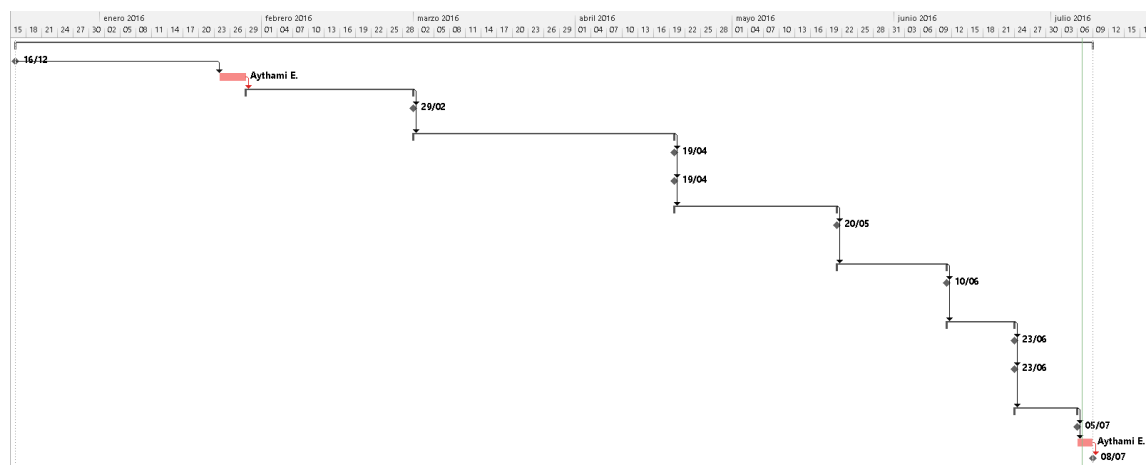 enero 2016 febrero 2016 marzo 2016 abril 2016 mayo 2016 junio 2016 julio 2016
15 18 21 24 27 30 02 05 08 11 14 17 20 23 26 29 01 04 07 10 13 16 19 22 25 28 02 05 08 11 14 17 20 23 26 29 01 04 07 10 13 16 19 22 25 28 01 04 07 10 13 16 19 22 25 28 31 03 06 09 12 15 18 21 24 27 30 03 06 09 12 15 18
16/12
Aythami E.
29/02
19/04
19/04
20/05
10/06
23/06
23/06
05/07
Aythami E.
08/07